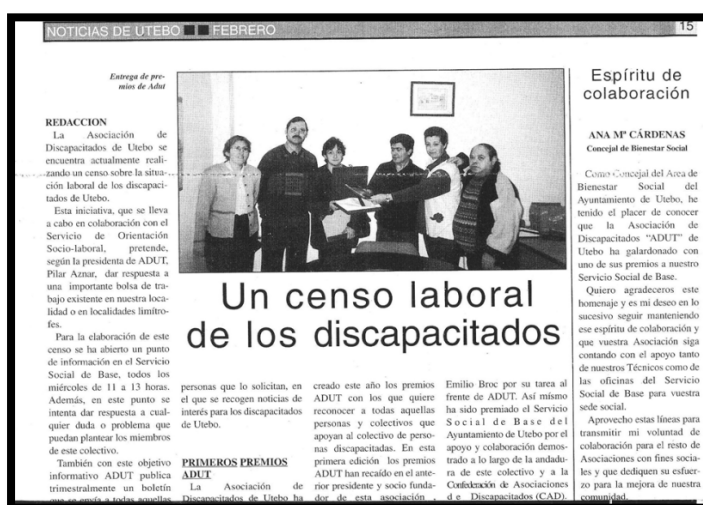 NOTICIAS DE UTEBO FEBRERO
15
Entrega de pre-
mios de Adut
REDACCION
La Asociación de
Discapacitados de Utebo se
encuentra actualmente reali-
zando un censo sobre la situa-
ción laboral de los discapaci-
tados de Utebo.
Esta iniciativa, que se lleva
a cabo en colaboración con el
Servicio de Orientación
Socio-laboral, pretende,
según la presidenta de ADUT,
Pilar Aznar, dar respuesta a
una importante bolsa de tra-
bajo existente en nuestra loca-
lidad o en localidades limítro-
fes.
Para la elaboración de este
censo se ha abierto un punto
de información en el Servicio
Social de Base, todos los
miércoles de 11 a 13 horas.
Además, en este punto se
intenta dar respuesta a cual-
quier duda o problema que
puedan plantear los miembros
de este colectivo.
También con este objetivo
informativo ADUT publica
trimestralmente un boletín
que se envía a todas aquellas
Un censo laboral
de los discapacitados
personas que lo solicitan, en
el que se recogen noticias de
interés para los discapacitados
de Utebo.
PRIMEROS PREMIOS
ADUT
La Asociación de
Discapacitados de Utebo ha
creado este año los premios
ADUT con los que quiere
reconocer a todas aquellas
personas y colectivos que
apoyan al colectivo de perso-
nas discapacitadas. En esta
primera edición los premios
ADUT han recaído en el ante-
rior presidente y socio funda-
dor de esta asociación ,
Emilio Broc por su tarea al
frente de ADUT. Así mísmo
ha sido premiado el Servicio
Social de Base del
Ayuntamiento de Utebo por el
apoyo y colaboración demos-
trado a lo largo de la andadu-
ra de este colectivo y a la
Confederación de Asociaciones
de Discapacitados (CAD).
Espíritu de
colaboración
ANA Mª CÁRDENAS
Concejal de Bienestar Social
Como Concejal del Area de
Bienestar Social del
Ayuntamiento de Utebo, he
tenido el placer de conocer
que la Asociación de
Discapacitados "ADUT" de
Utebo ha galardonado con
uno de sus premios a nuestro
Servicio Social de Base.
Quiero agradeceros este
homenaje y es mi deseo en lo
sucesivo seguir manteniendo
ese espíritu de colaboración y
que vuestra Asociación siga
contando con el apoyo tanto
de nuestros Técnicos como de
las oficinas del Servicio
Social de Base para vuestra
sede social.
Aprovecho estas líneas para
transmitir mi voluntad de
colaboración para el resto de
Asociaciones con fines socia-
les y que dediquen su esfuer-
zo para la mejora de nuestra
comunidad.